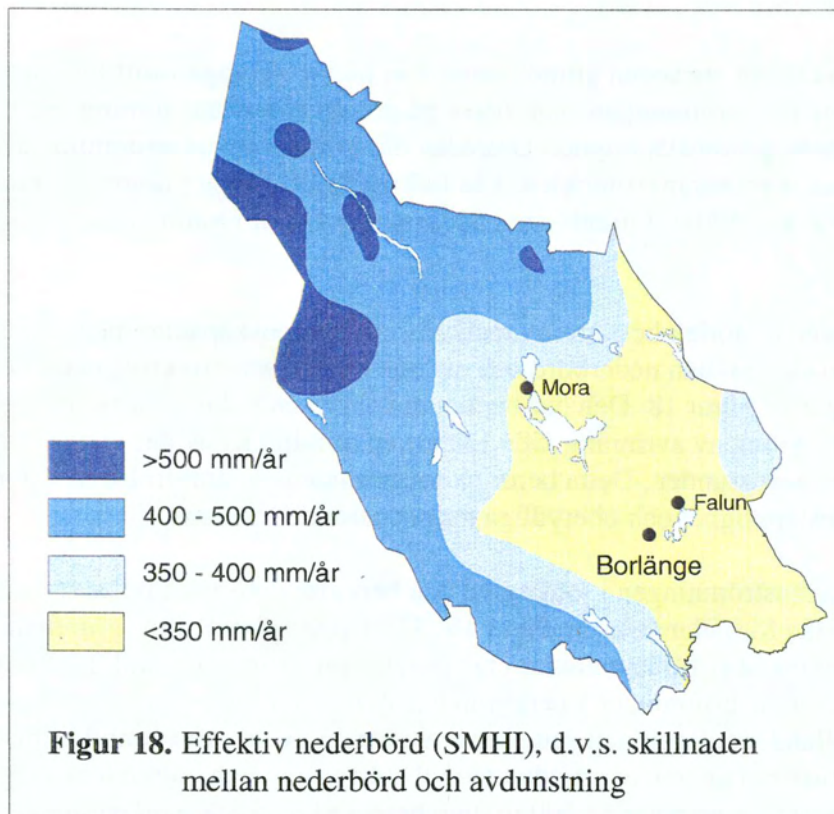 Mora
>500 mm/år
400 - 500 mm/år
Falun
350 - 400 mm/år
Borlänge
<350 mm/år
Figur 18. Effektiv nederbörd (SMHI), d.v.s. skillnaden
mellan nederbörd och avdunstning